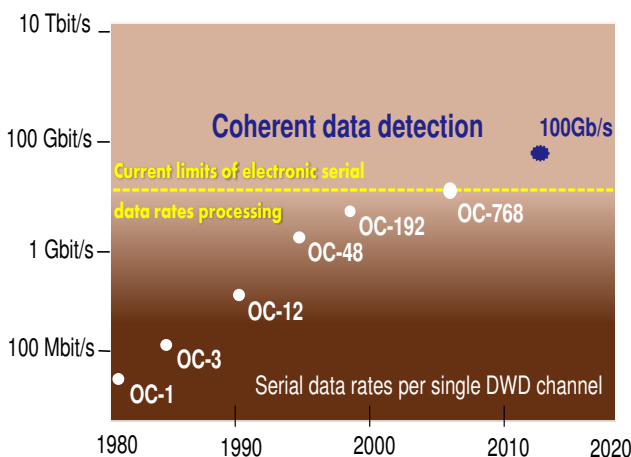 10 Tbit/s
Coherent data detection
100Gb/s
100 Gbit/s
Current limits of electronic serial
data rates processing
OC-192
OC-768
1 Gbit/s
OC-48
OC-12
100 Mbit/s
OC-3
OC-1
Serial data rates per single DWD channel
1980
1990
2000
2010
2020